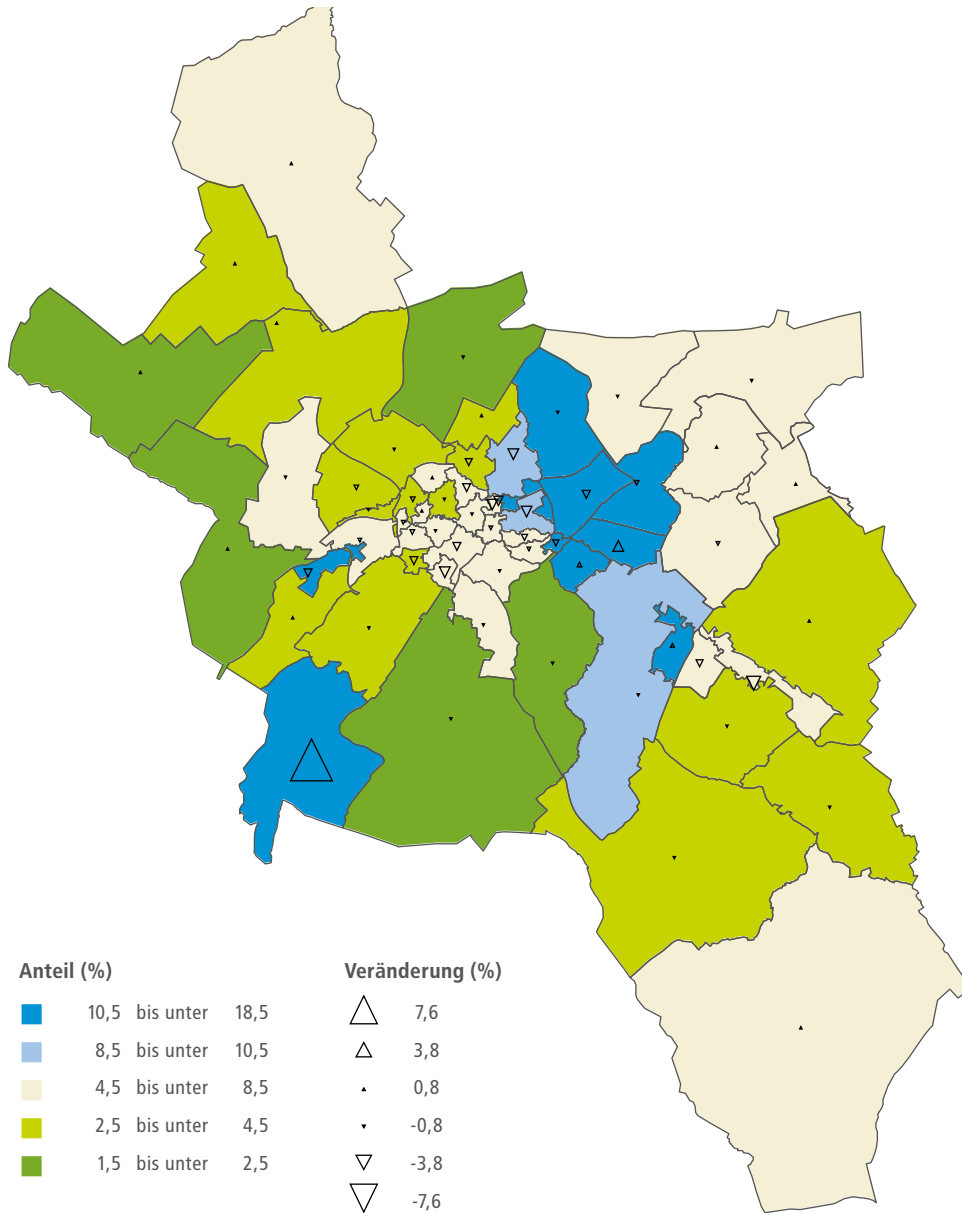 Anteil (%)
10,5 bis unter 18,5
8,5 bis unter 10,5
4,5 bis unter 8,5
2,5 bis unter 4,5
1,5 bis unter 2,5
Veränderung (%)
7,6
3,8
0,8
-0,8
-3,8
-7,6